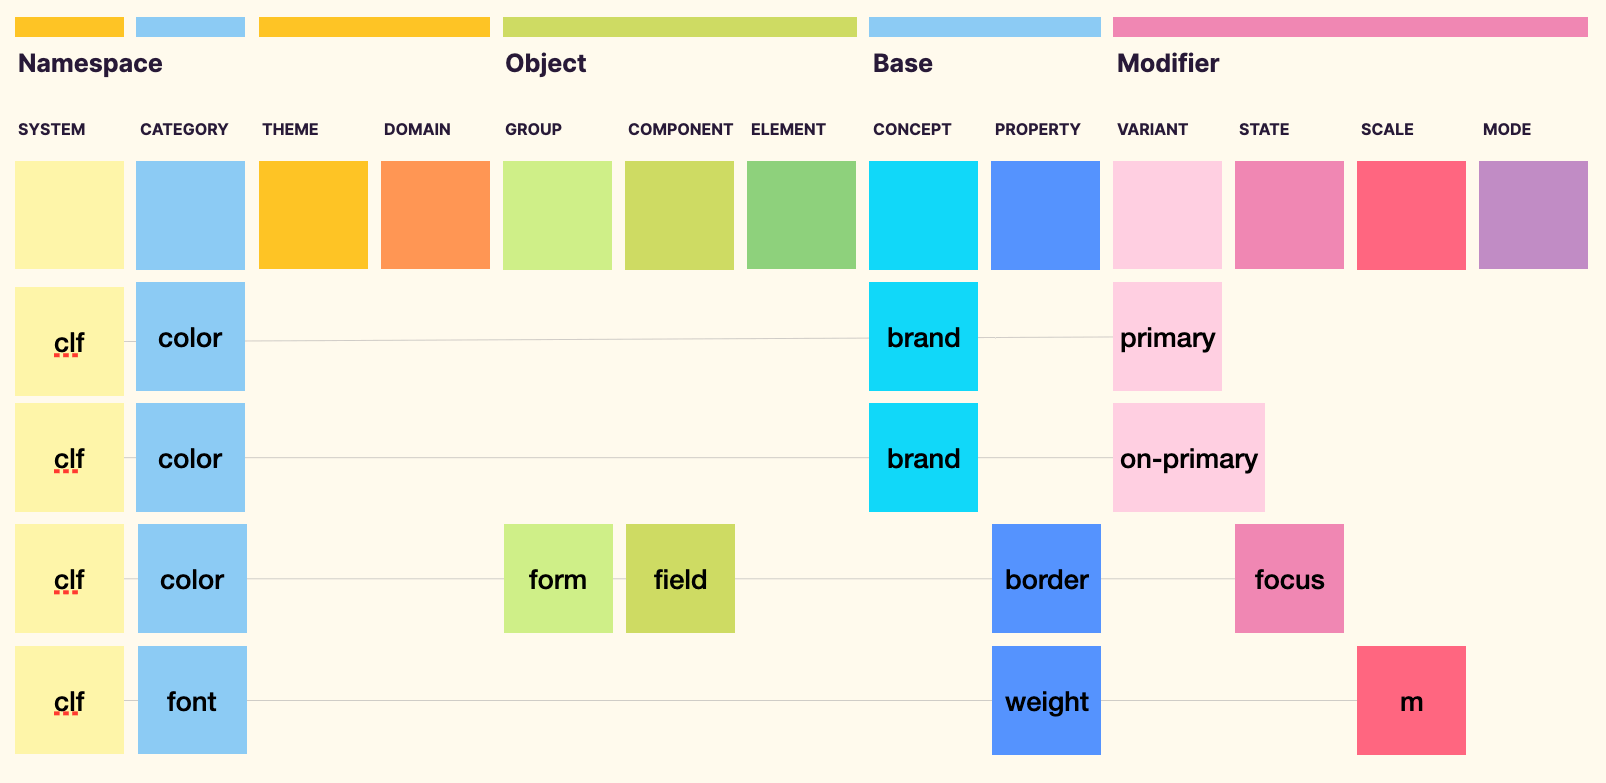 Namespace Object Base Modifier
SYSTEM CATEGORY THEME DOMAIN GROUP COMPONENT ELEMENT CONCEPT PROPERTY VARIANT STATE SCALE MODE
clf color brand primary
clf color brand on-primary
clf color form field border focus
clf font weight m